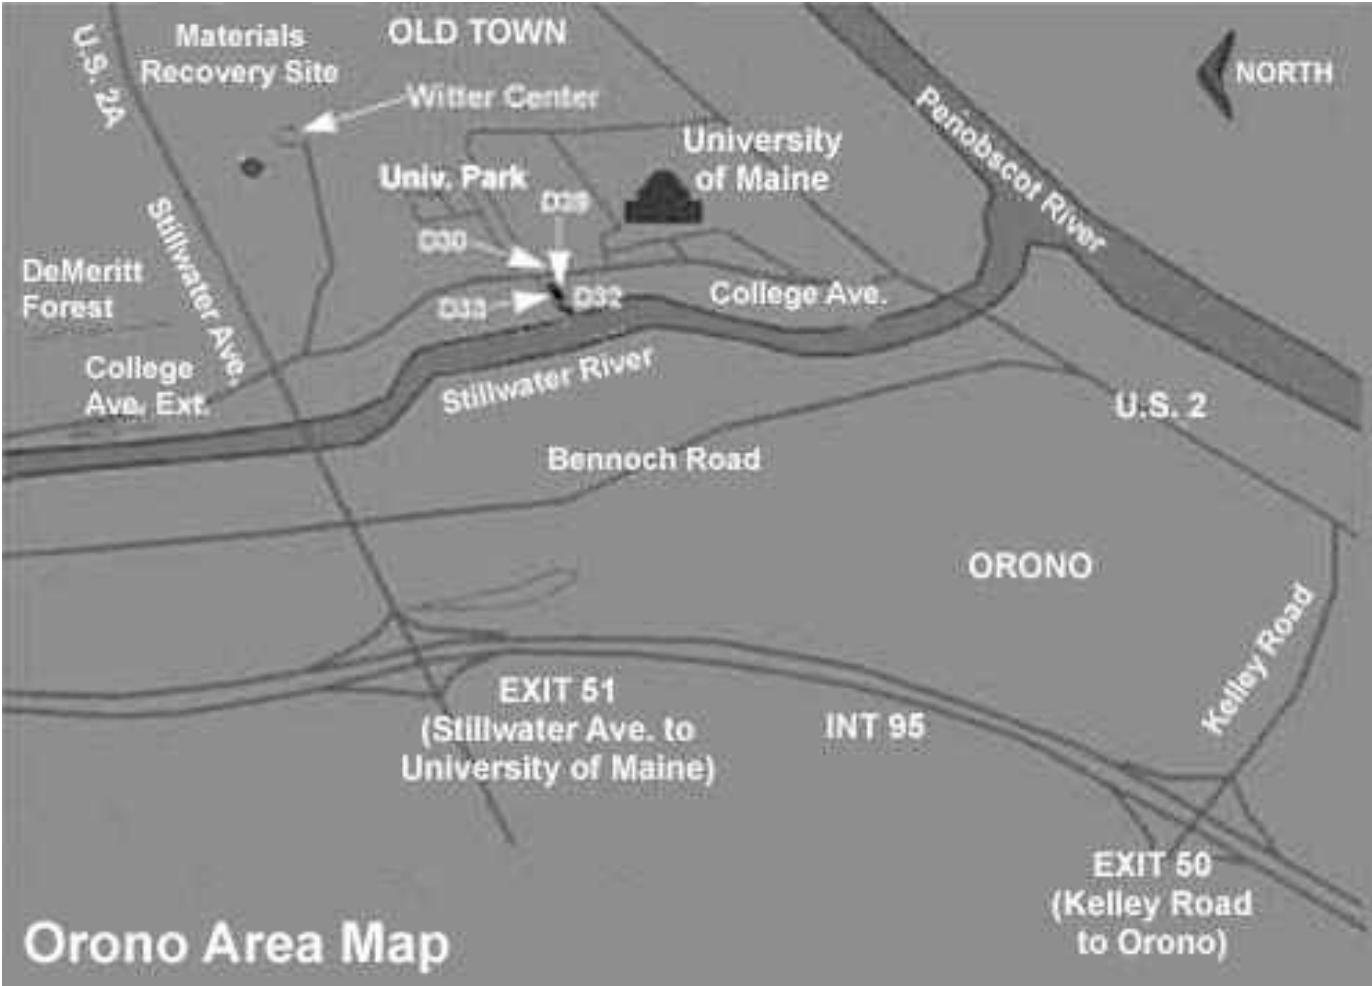 U.S. 2A
Materials
Recovery Site
OLD TOWN
Witter Center
NORTH
Penobscot River
University
of Maine
Univ. Park
D39
D30
D33
D32
Stillwater Ave.
DeMeritt
Forest
College Ave.
College
Ave. Ext.
Stillwater River
U.S. 2
Bennoch Road
ORONO
Kelley Road
EXIT 51
(Stillwater Ave. to
University of Maine)
INT 95
EXIT 50
(Kelley Road
to Orono)
Orono Area Map